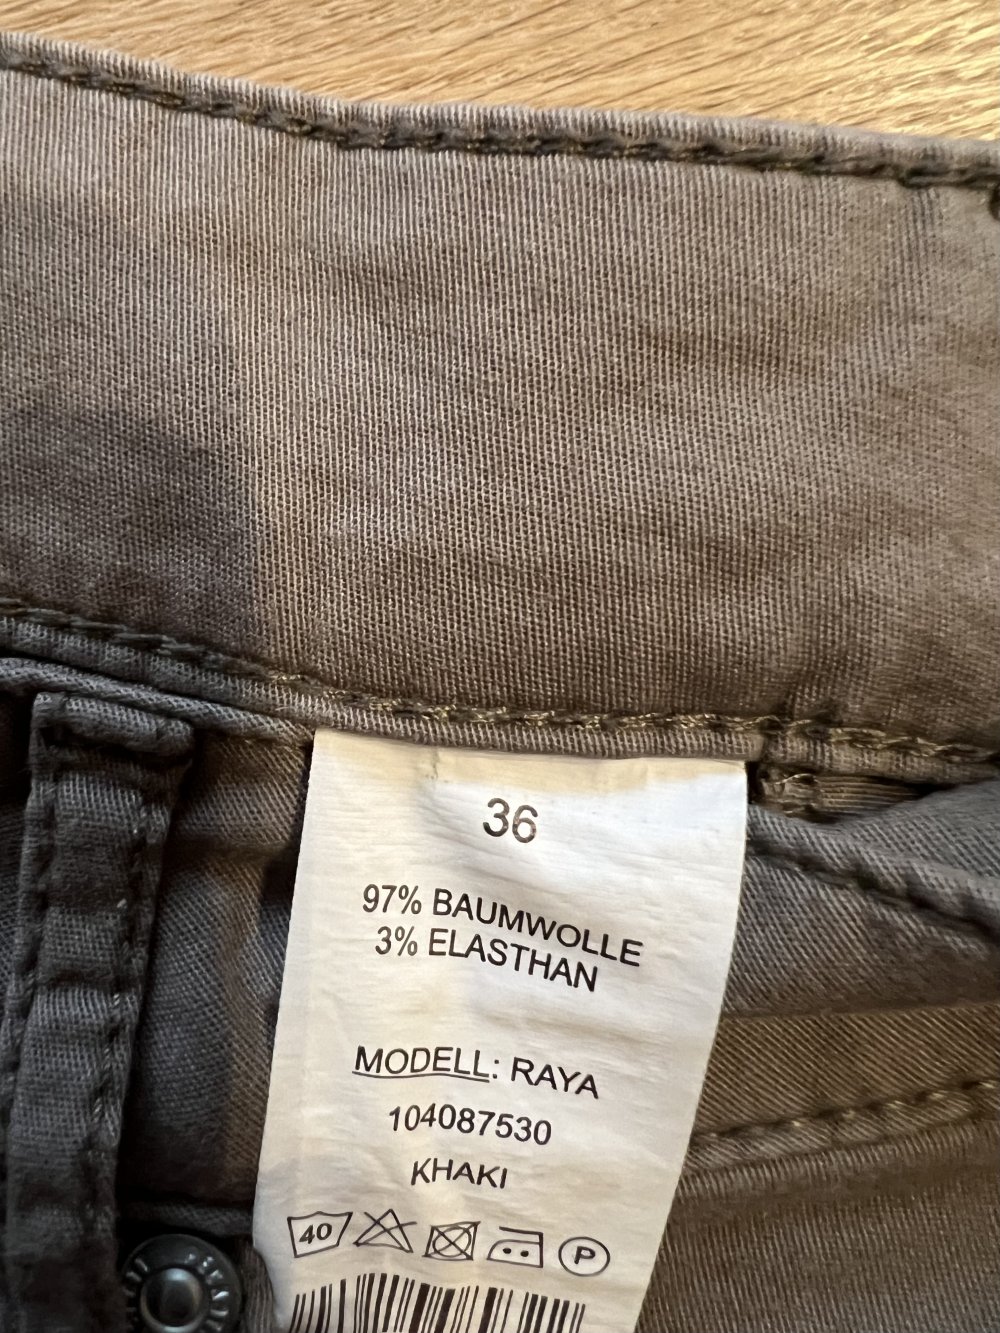 36
97% BAUMWOLLE
3% ELASTHAN
MODELL: RAYA
104087530
KHAKI
40
P